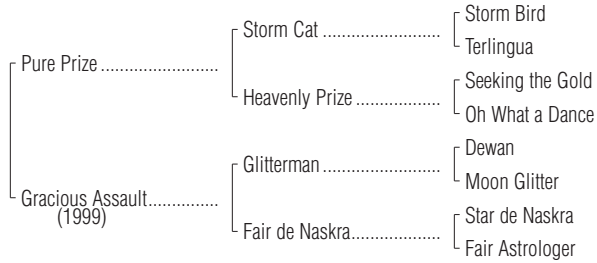 Storm Bird
Storm Cat ........................
Terlingua
Pure Prize ........................
Seeking the Gold
Heavenly Prize .................
Oh What a Dance
Dewan
Glitterman ........................
Moon Glitter
Gracious Assault..............
(1999)
Star de Naskra
Fair de Naskra..................
Fair Astrologer